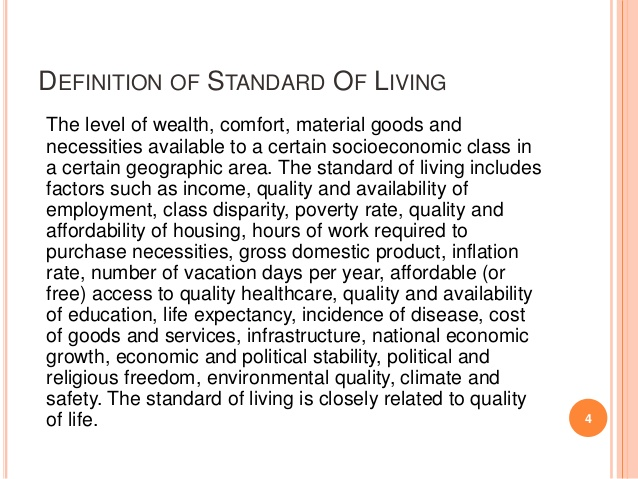 DEFINITION OF STANDARD OF LIVING
The level of wealth, comfort, material goods and
necessities available to a certain socioeconomic class in
a certain geographic area. The standard of living includes
factors such as income, quality and availability of
employment, class disparity, poverty rate, quality and
affordability of housing, hours of work required to
purchase necessities, gross domestic product, inflation
rate, number of vacation days per year, affordable (or
free) access to quality healthcare, quality and availability
of education, life expectancy, incidence of disease, cost
of goods and services, infrastructure, national economic
growth, economic and political stability, political and
religious freedom, environmental quality, climate and
safety. The standard of living is closely related to quality
of life.
4